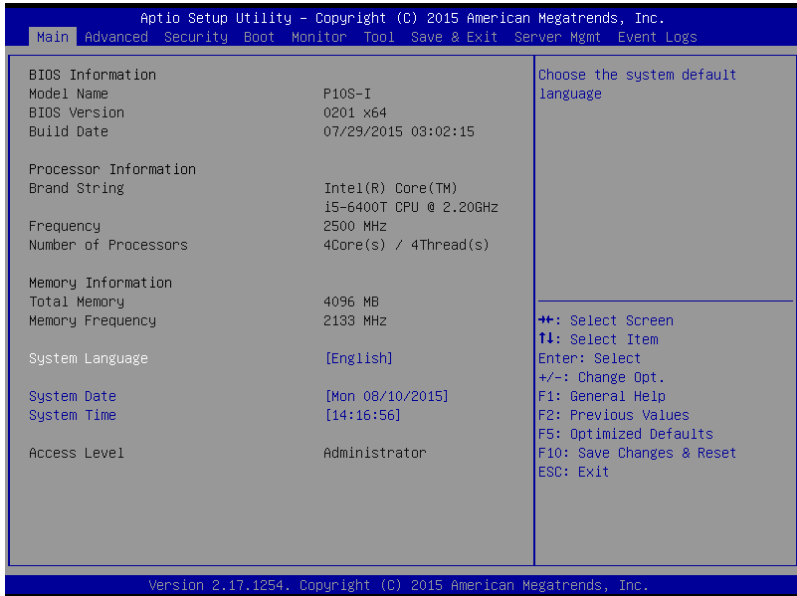 Aptio Setup Utility – Copyright (C) 2015 American Megatrends, Inc.
Main Advanced Security Boot Monitor Tool Save & Exit Server Mgmt Event Logs
BIOS Information
Model Name P10S-I
BIOS Version 0201 x64
Build Date 07/29/2015 03:02:15
Processor Information
Brand String Intel(R) Core(TM)
i5-6400T CPU @ 2.20GHz
Frequency 2500 MHz
Number of Processors 4Core(s) / 4Thread(s)
Memory Information
Total Memory 4096 MB
Memory Frequency 2133 MHz
System Language [English]
System Date [Mon 08/10/2015]
System Time [14:16:56]
Access Level Administrator
Choose the system default
language
→←: Select Screen
↑↓: Select Item
Enter: Select
+/-: Change Opt.
F1: General Help
F2: Previous Values
F5: Optimized Defaults
F10: Save Changes & Reset
ESC: Exit
Version 2.17.1254. Copyright (C) 2015 American Megatrends, Inc.